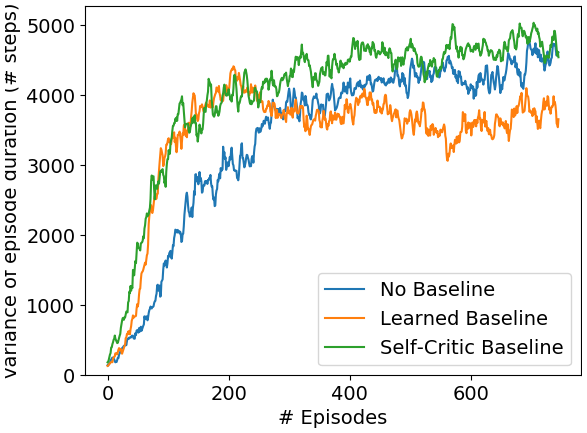 variance of episode duration (# steps)
5000
4000
3000
2000
1000
0
0 200 400 600
# Episodes
No Baseline
Learned Baseline
Self-Critic Baseline